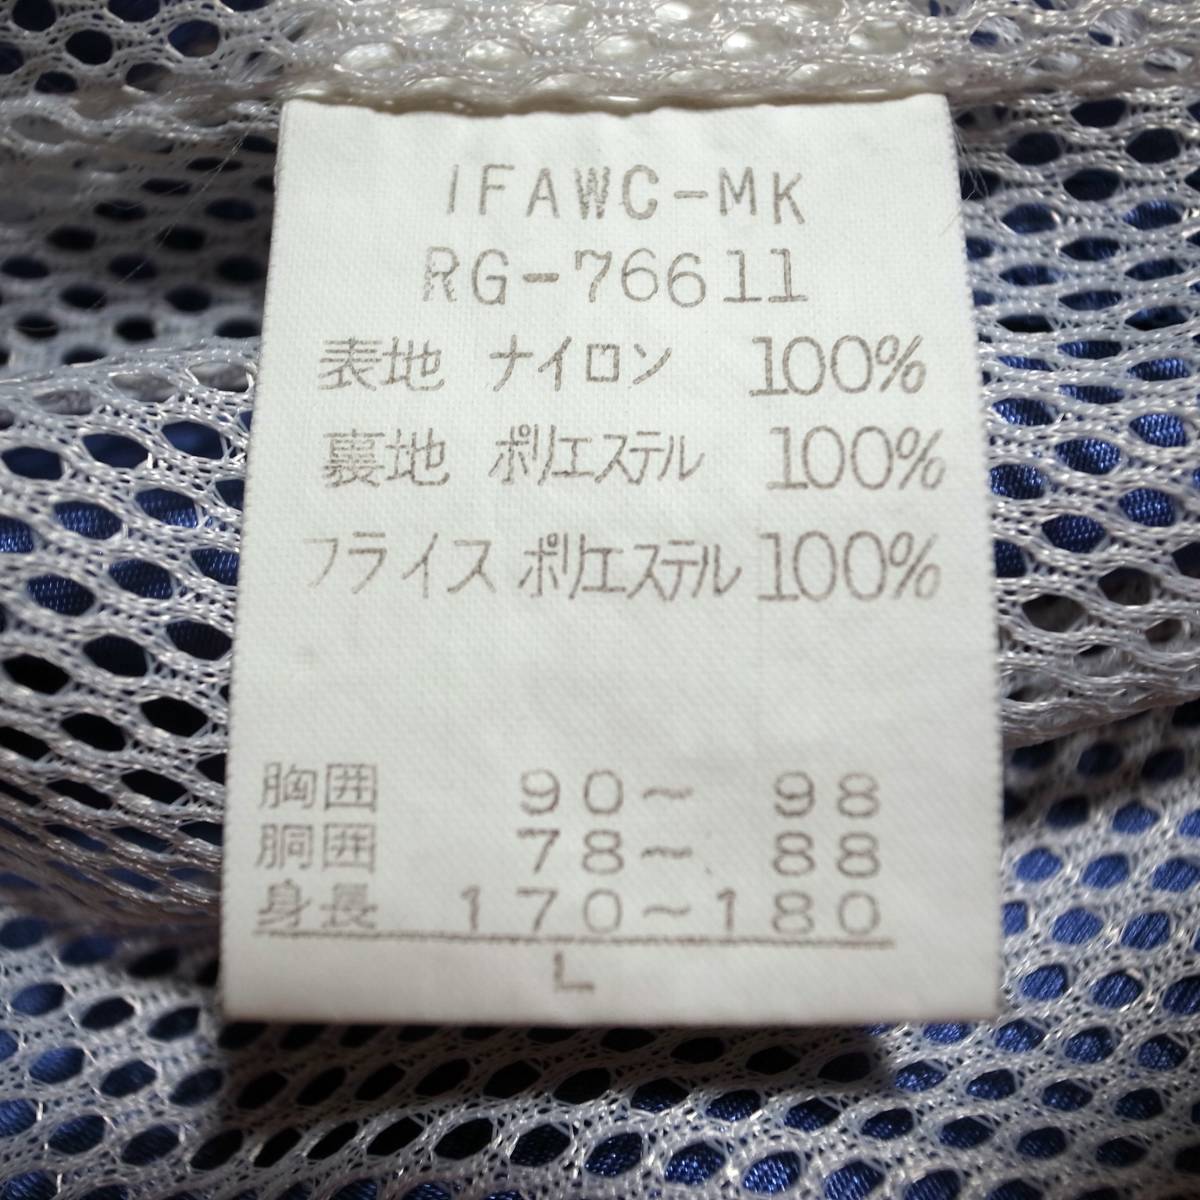 IFAWC-MK
RG-76611
表地 ナイロン 100%
裏地 ポリエステル 100%
フライス ポリエステル 100%
胸囲 90～ 98
胴囲 78～ 88
身長 170～180
L